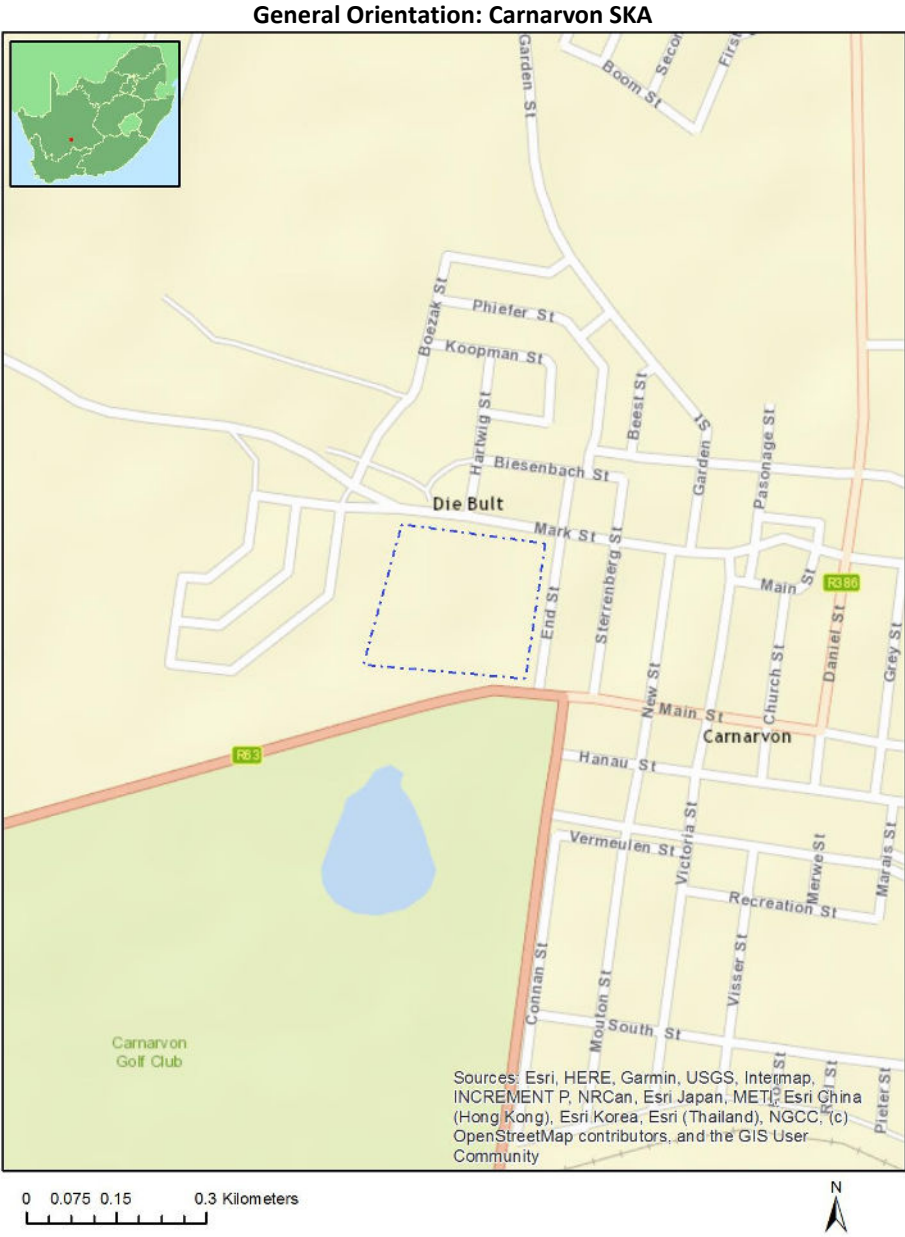 General Orientation: Carnarvon SKA
Garden St
Boom St
Boezak St
Phiefer St
Koopman St
Hartwig St
Beest St
Garden St
Pasonage St
Biesenbach St
Die Bult
Mark St
Sterrenberg St
End St
Main St
R386
Daniel St
Grey St
Church St
New St
Main St
Carnarvon
R63
Hanau St
Victoria St
Vermeulen St
Merwe St
Marais St
Recreation St
Visser St
Connan St
Mouton St
South St
Pieter St
Carnarvon
Golf Club
Sources: Esri, HERE, Garmin, USGS, Intermap,
INCREMENT P, NRCan, Esri Japan, METI, Esri China
(Hong Kong), Esri Korea, Esri (Thailand), NGCC, (c)
OpenStreetMap contributors, and the GIS User
Community
0 0.075 0.15 0.3 Kilometers
N